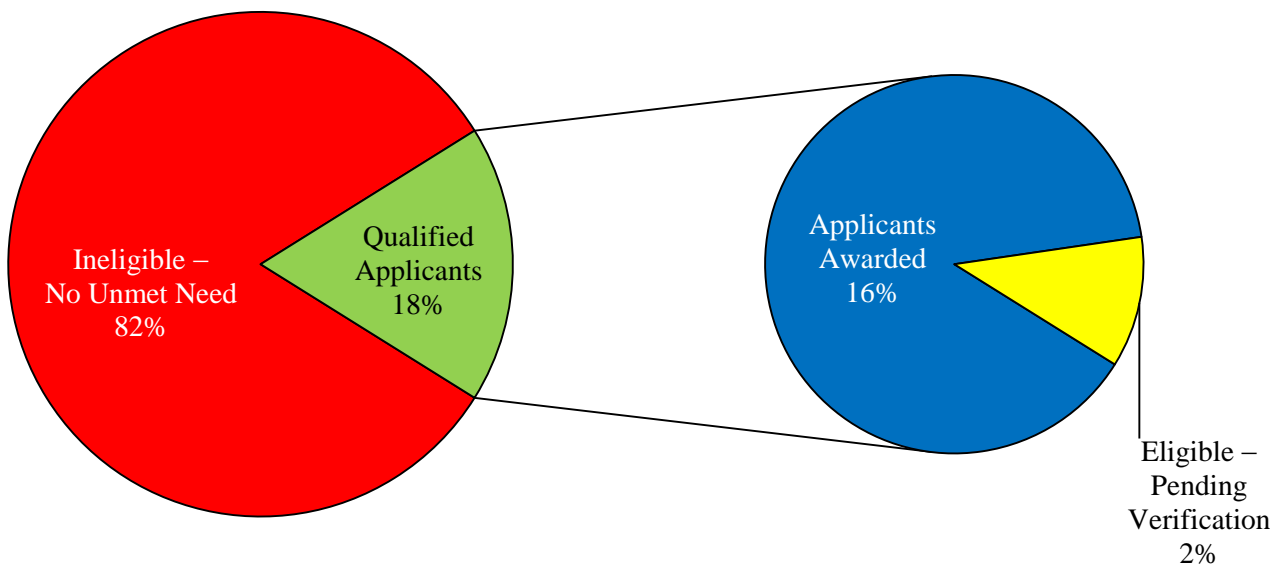 Ineligible –
No Unmet Need
82%
Qualified
Applicants
18%
Applicants
Awarded
16%
Eligible –
Pending
Verification
2%